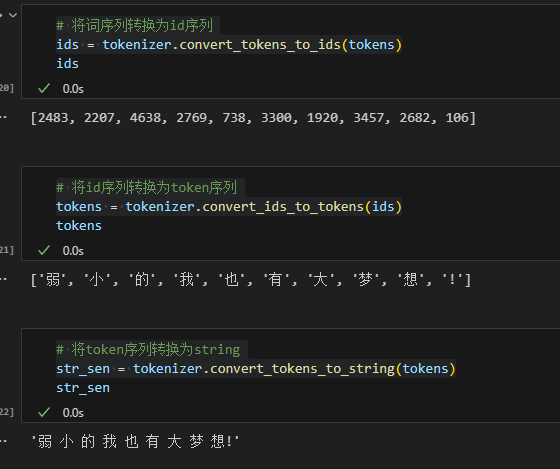 # 将词序列转换为id序列
ids = tokenizer.convert_tokens_to_ids(tokens)
ids
20]
0.0s
[2483, 2207, 4638, 2769, 738, 3300, 1920, 3457, 2682, 106]
# 将id序列转换为token序列
tokens = tokenizer.convert_ids_to_tokens(ids)
tokens
21]
0.0s
['弱', '小', '的', '我', '也', '有', '大', '梦', '想', '!']
# 将token序列转换为string
str_sen = tokenizer.convert_tokens_to_string(tokens)
str_sen
22]
0.0s
'弱 小 的 我 也 有 大 梦 想!'